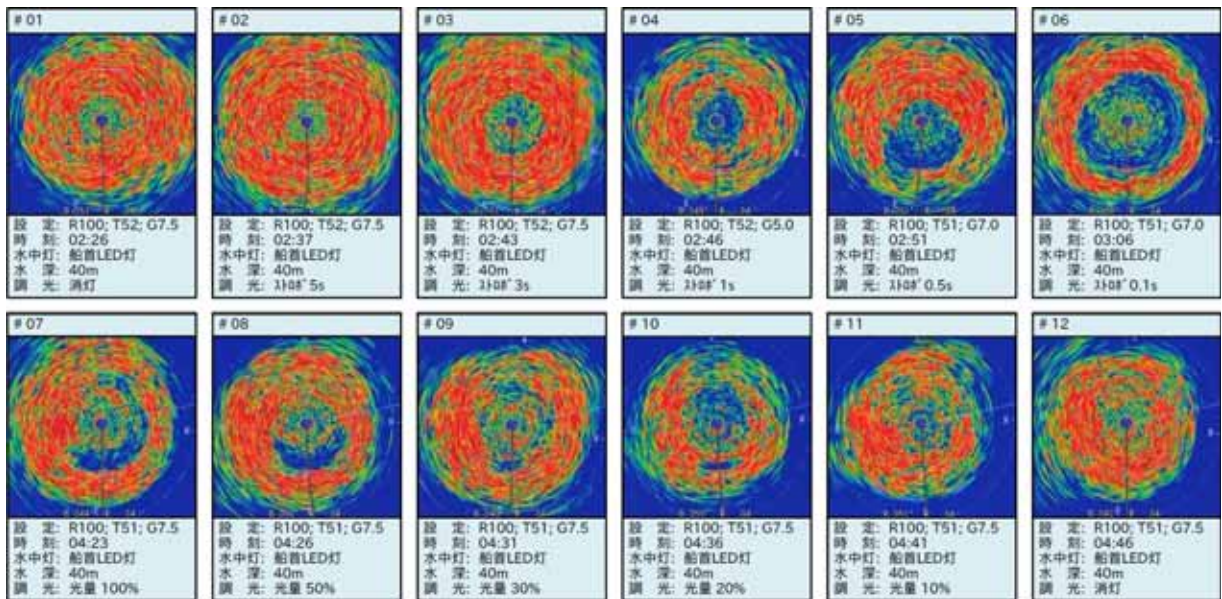 # 01
設　定: R100; T52; G7.5
時　刻: 02:26
水中灯: 船首LED灯
水　深: 40m
調　光: 消灯
# 02
設　定: R100; T52; G7.5
時　刻: 02:37
水中灯: 船首LED灯
水　深: 40m
調　光: ｽﾄﾛﾎﾞ5s
# 03
設　定: R100; T52; G7.5
時　刻: 02:43
水中灯: 船首LED灯
水　深: 40m
調　光: ｽﾄﾛﾎﾞ3s
# 04
設　定: R100; T52; G5.0
時　刻: 02:46
水中灯: 船首LED灯
水　深: 40m
調　光: ｽﾄﾛﾎﾞ1s
# 05
設　定: R100; T51; G7.0
時　刻: 02:51
水中灯: 船首LED灯
水　深: 40m
調　光: ｽﾄﾛﾎﾞ0.5s
# 06
設　定: R100; T51; G7.0
時　刻: 03:06
水中灯: 船首LED灯
水　深: 40m
調　光: ｽﾄﾛﾎﾞ0.1s
# 07
設　定: R100; T51; G7.5
時　刻: 04:23
水中灯: 船首LED灯
水　深: 40m
調　光: 光量 100%
# 08
設　定: R100; T51; G7.5
時　刻: 04:26
水中灯: 船首LED灯
水　深: 40m
調　光: 光量 50%
# 09
設　定: R100; T51; G7.5
時　刻: 04:31
水中灯: 船首LED灯
水　深: 40m
調　光: 光量 30%
# 10
設　定: R100; T51; G7.5
時　刻: 04:36
水中灯: 船首LED灯
水　深: 40m
調　光: 光量 20%
# 11
設　定: R100; T51; G7.5
時　刻: 04:41
水中灯: 船首LED灯
水　深: 40m
調　光: 光量 10%
# 12
設　定: R100; T51; G7.5
時　刻: 04:46
水中灯: 船首LED灯
水　深: 40m
調　光: 消灯